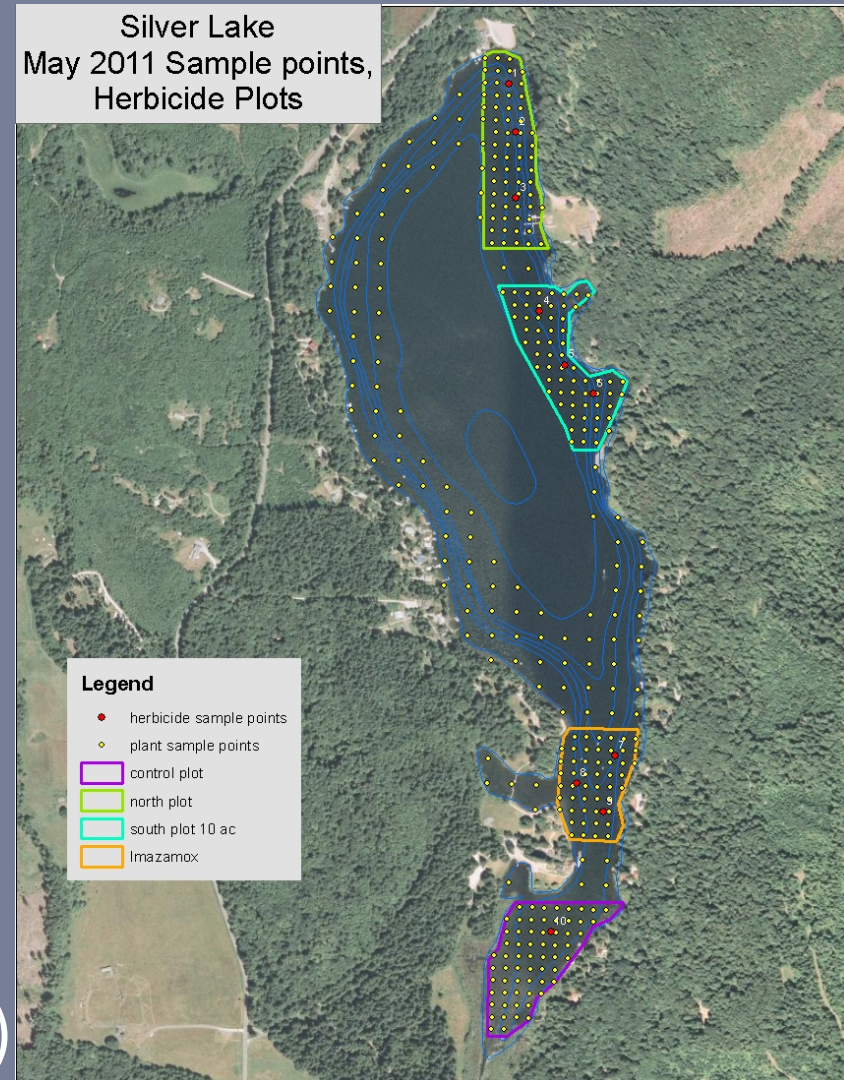 Silver Lake
May 2011 Sample points,
Herbicide Plots
1
2
3
4
5
6
7
8
9
10
Legend
herbicide sample points
plant sample points
control plot
north plot
south plot 10 ac
Imazamox
)